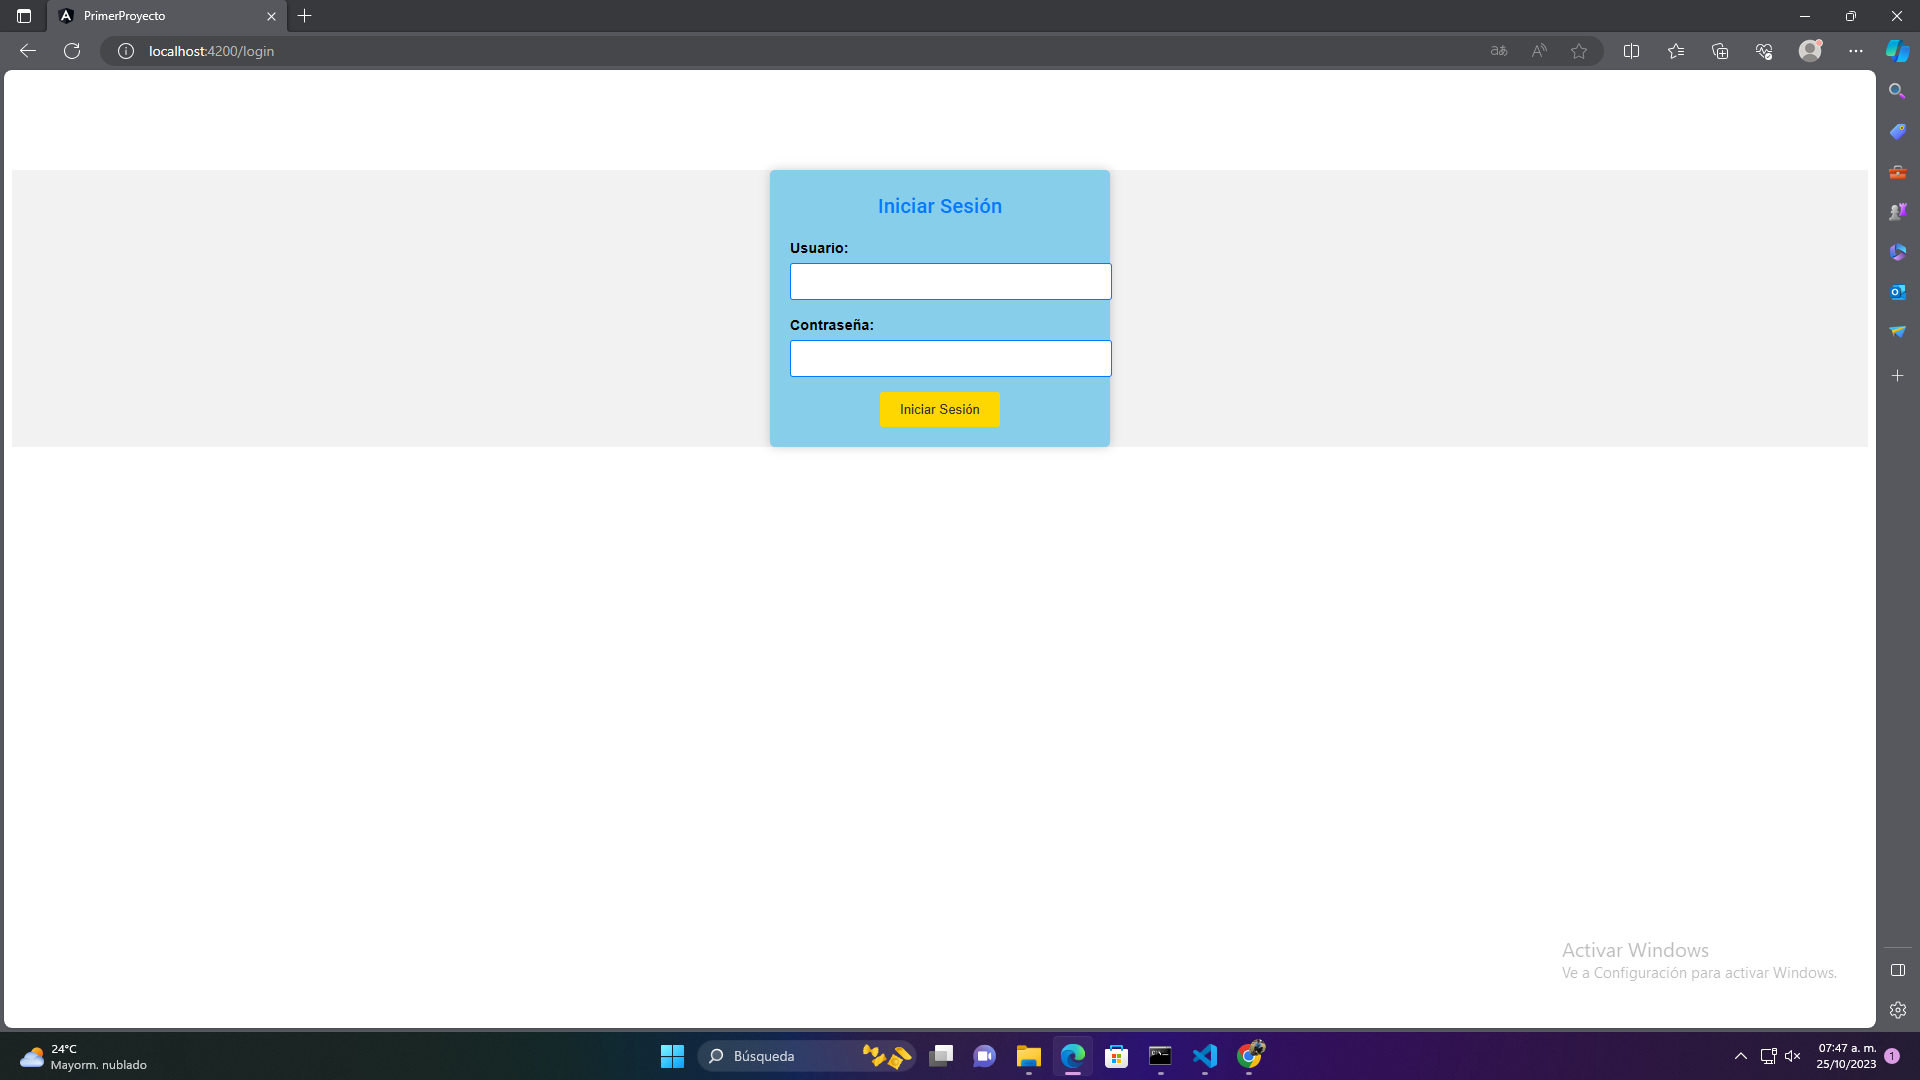 PrimerProyecto
localhost:4200/login
Iniciar Sesión
Usuario:
Contraseña:
Iniciar Sesión
Activar Windows
Ve a Configuración para activar Windows.
24°C
Mayorm. nublado
Búsqueda
07:47 a. m.
25/10/2023
1